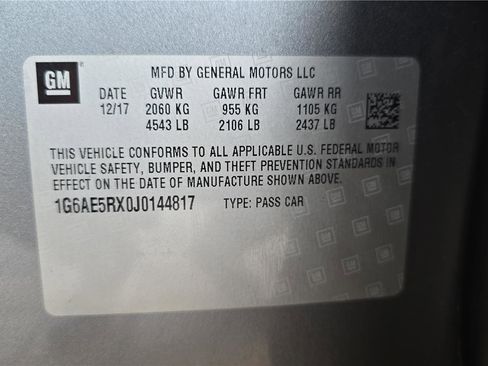 GM
MFD BY GENERAL MOTORS LLC
DATE GVWR GAWR FRT GAWR RR
12/17 2060 KG 955 KG 1105 KG
4543 LB 2106 LB 2437 LB
THIS VEHICLE CONFORMS TO ALL APPLICABLE U.S. FEDERAL MOTOR
VEHICLE SAFETY, BUMPER, AND THEFT PREVENTION STANDARDS IN
EFFECT ON THE DATE OF MANUFACTURE SHOWN ABOVE.
1G6AE5RX0J0144817 TYPE: PASS CAR